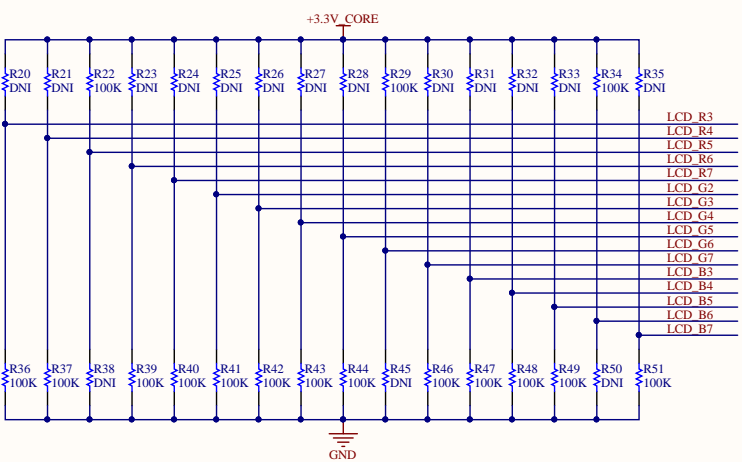 +3.3V_CORE
R20 R21 R22 R23 R24 R25 R26 R27 R28 R29 R30 R31 R32 R33 R34 R35
DNI DNI 100K DNI DNI DNI DNI DNI DNI 100K DNI DNI DNI DNI 100K DNI
LCD_R3
LCD_R4
LCD_R5
LCD_R6
LCD_R7
LCD_G2
LCD_G3
LCD_G4
LCD_G5
LCD_G6
LCD_G7
LCD_B3
LCD_B4
LCD_B5
LCD_B6
LCD_B7
R36 R37 R38 R39 R40 R41 R42 R43 R44 R45 R46 R47 R48 R49 R50 R51
100K 100K DNI 100K 100K 100K 100K 100K 100K DNI 100K 100K 100K 100K DNI 100K
GND